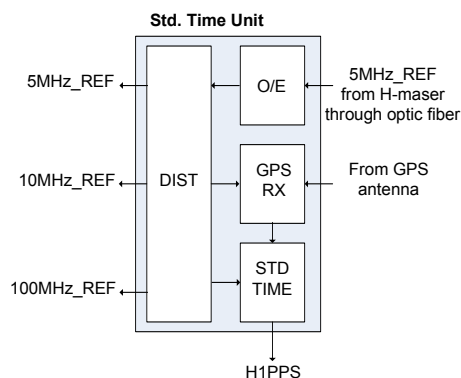 Std. Time Unit
5MHz_REF
O/E
5MHz_REF
from H-maser
through optic fiber
10MHz_REF
DIST
GPS
RX
From GPS
antenna
100MHz_REF
STD
TIME
H1PPS